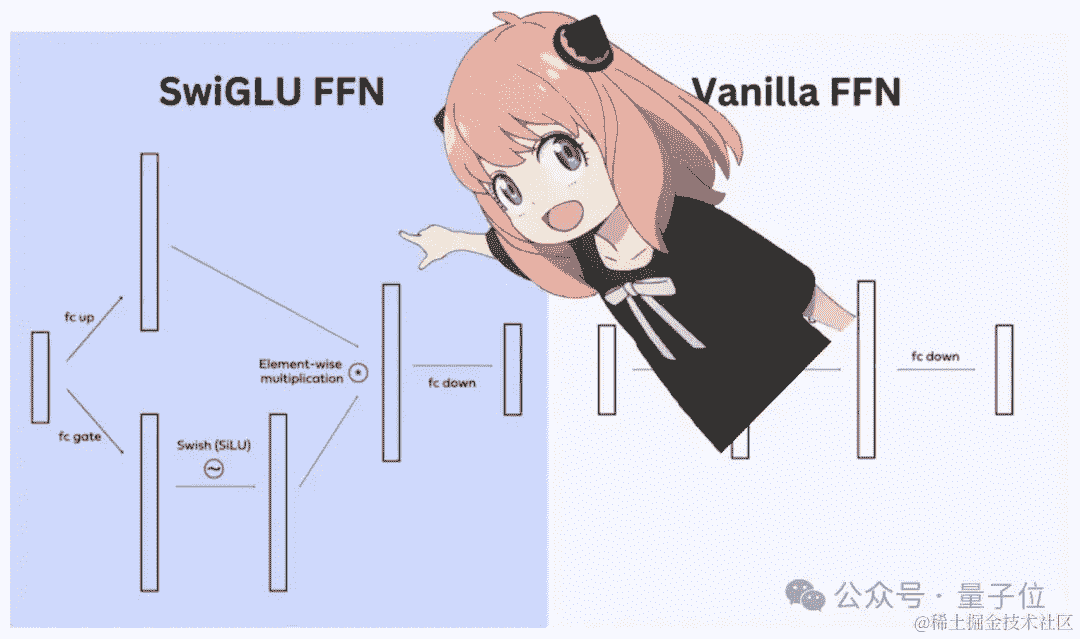 SwiGLU FFN
Vanilla FFN
fc up
Element-wise
multiplication
fc down
fc down
fc gate
Swish (SiLU)
公众号·量子位
@稀土掘金技术社区